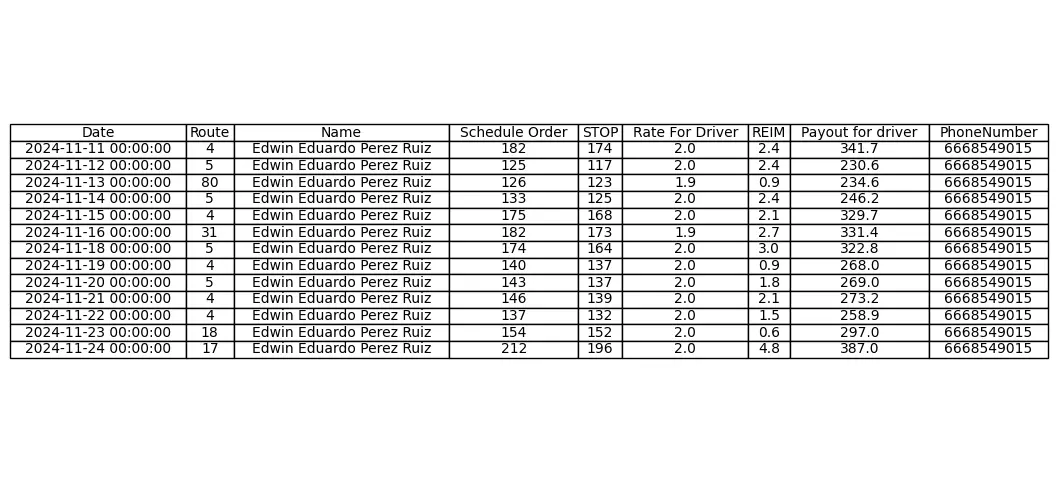 Date Route Name Schedule Order STOP Rate For Driver REIM Payout for driver PhoneNumber
2024-11-11 00:00:00 4 Edwin Eduardo Perez Ruiz 182 174 2.0 2.4 341.7 6668549015
2024-11-12 00:00:00 5 Edwin Eduardo Perez Ruiz 125 117 2.0 2.4 230.6 6668549015
2024-11-13 00:00:00 80 Edwin Eduardo Perez Ruiz 126 123 1.9 0.9 234.6 6668549015
2024-11-14 00:00:00 5 Edwin Eduardo Perez Ruiz 133 125 2.0 2.4 246.2 6668549015
2024-11-15 00:00:00 4 Edwin Eduardo Perez Ruiz 175 168 2.0 2.1 329.7 6668549015
2024-11-16 00:00:00 31 Edwin Eduardo Perez Ruiz 182 173 1.9 2.7 331.4 6668549015
2024-11-18 00:00:00 5 Edwin Eduardo Perez Ruiz 174 164 2.0 3.0 322.8 6668549015
2024-11-19 00:00:00 4 Edwin Eduardo Perez Ruiz 140 137 2.0 0.9 268.0 6668549015
2024-11-20 00:00:00 5 Edwin Eduardo Perez Ruiz 143 137 2.0 1.8 269.0 6668549015
2024-11-21 00:00:00 4 Edwin Eduardo Perez Ruiz 146 139 2.0 2.1 273.2 6668549015
2024-11-22 00:00:00 4 Edwin Eduardo Perez Ruiz 137 132 2.0 1.5 258.9 6668549015
2024-11-23 00:00:00 18 Edwin Eduardo Perez Ruiz 154 152 2.0 0.6 297.0 6668549015
2024-11-24 00:00:00 17 Edwin Eduardo Perez Ruiz 212 196 2.0 4.8 387.0 6668549015